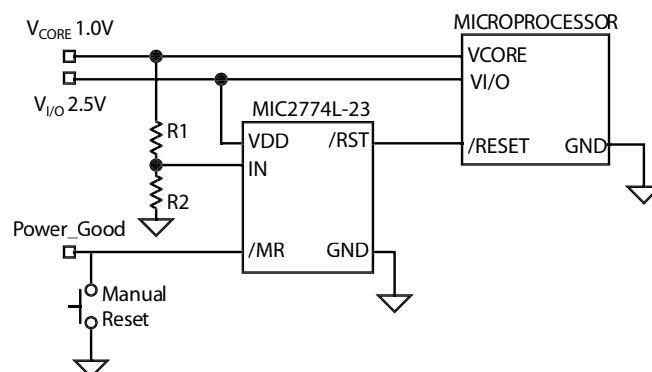 MICROPROCESSOR
VCORE 1.0V
VCORE
VI/O 2.5V
VI/O
MIC2774L-23
R1
VDD
/RST
/RESET
GND
IN
R2
Power_Good
/MR
GND
Manual
Reset